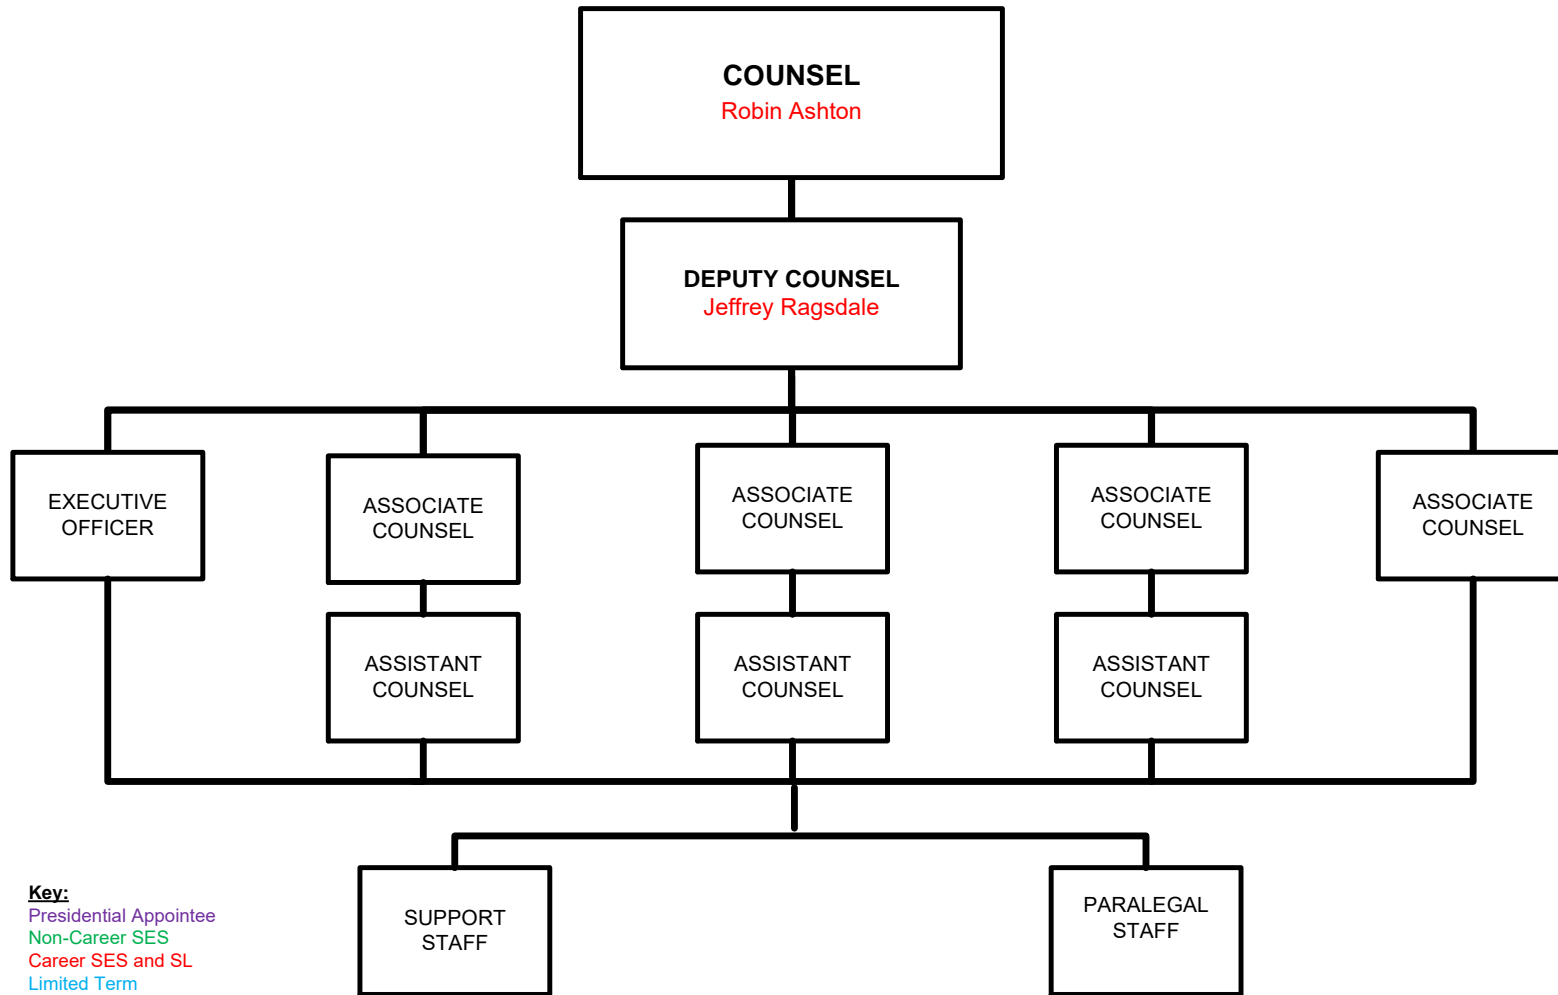 COUNSEL
Robin Ashton
DEPUTY COUNSEL
Jeffrey Ragsdale
EXECUTIVE
OFFICER
ASSOCIATE
COUNSEL
ASSOCIATE
COUNSEL
ASSOCIATE
COUNSEL
ASSOCIATE
COUNSEL
ASSISTANT
COUNSEL
ASSISTANT
COUNSEL
ASSISTANT
COUNSEL
SUPPORT
STAFF
PARALEGAL
STAFF
Key:
Presidential Appointee
Non-Career SES
Career SES and SL
Limited Term